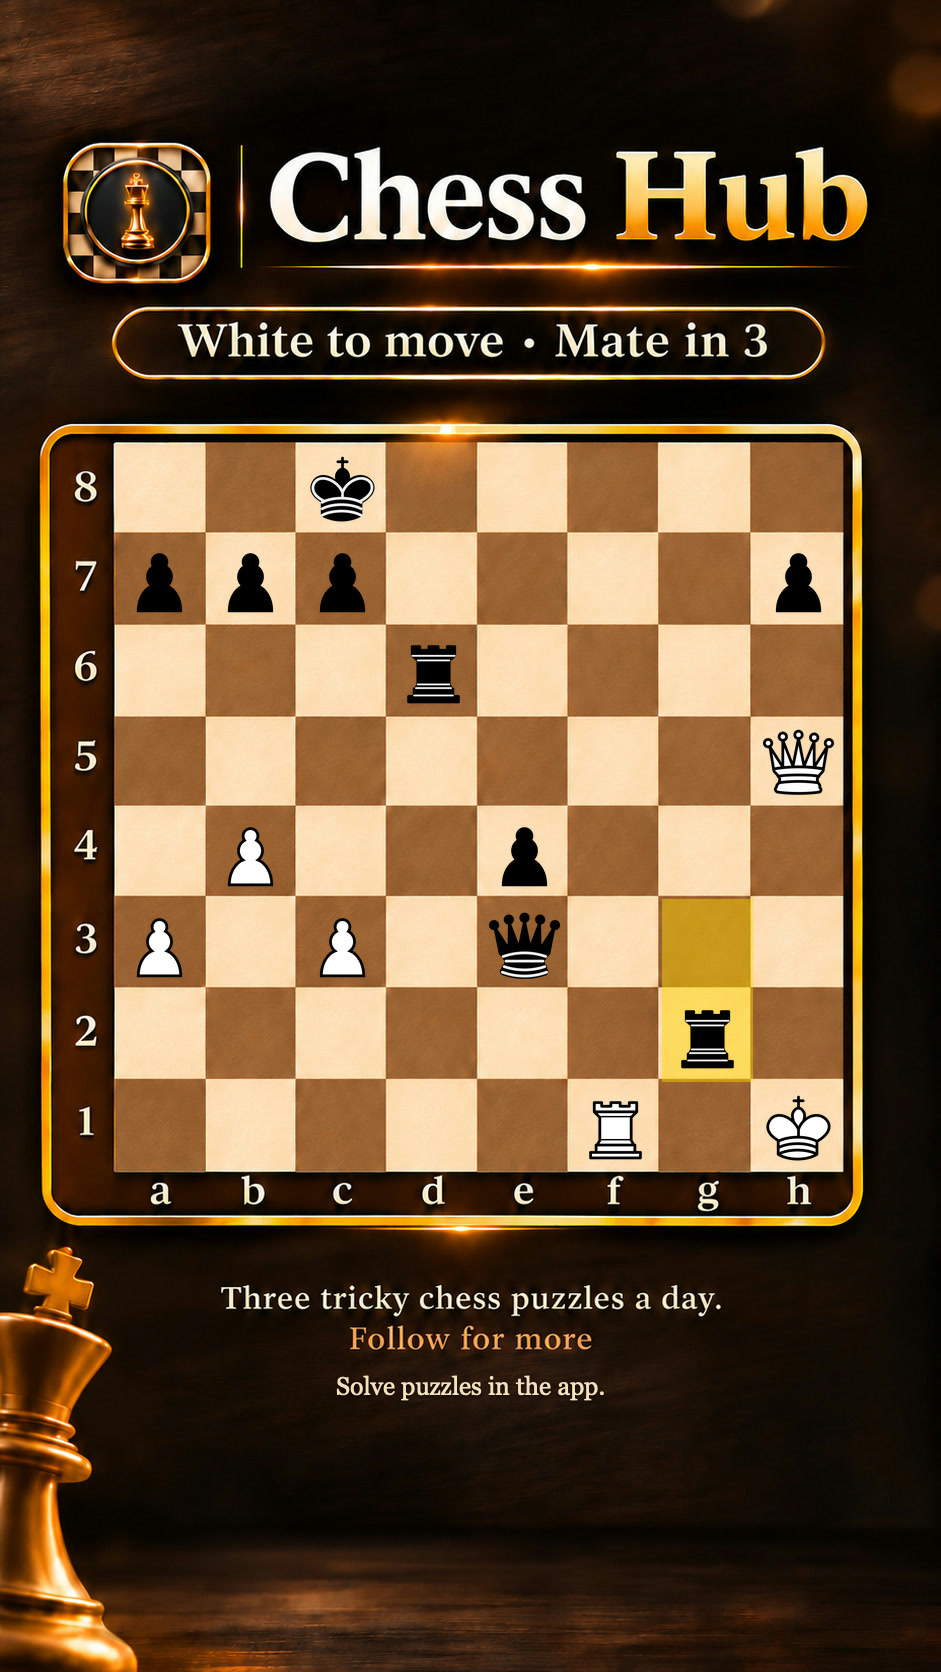 Chess Hub
White to move • Mate in 3
8
7
6
5
4
3
2
1
a b c d e f g h
Three tricky chess puzzles a day.
Follow for more
Solve puzzles in the app.